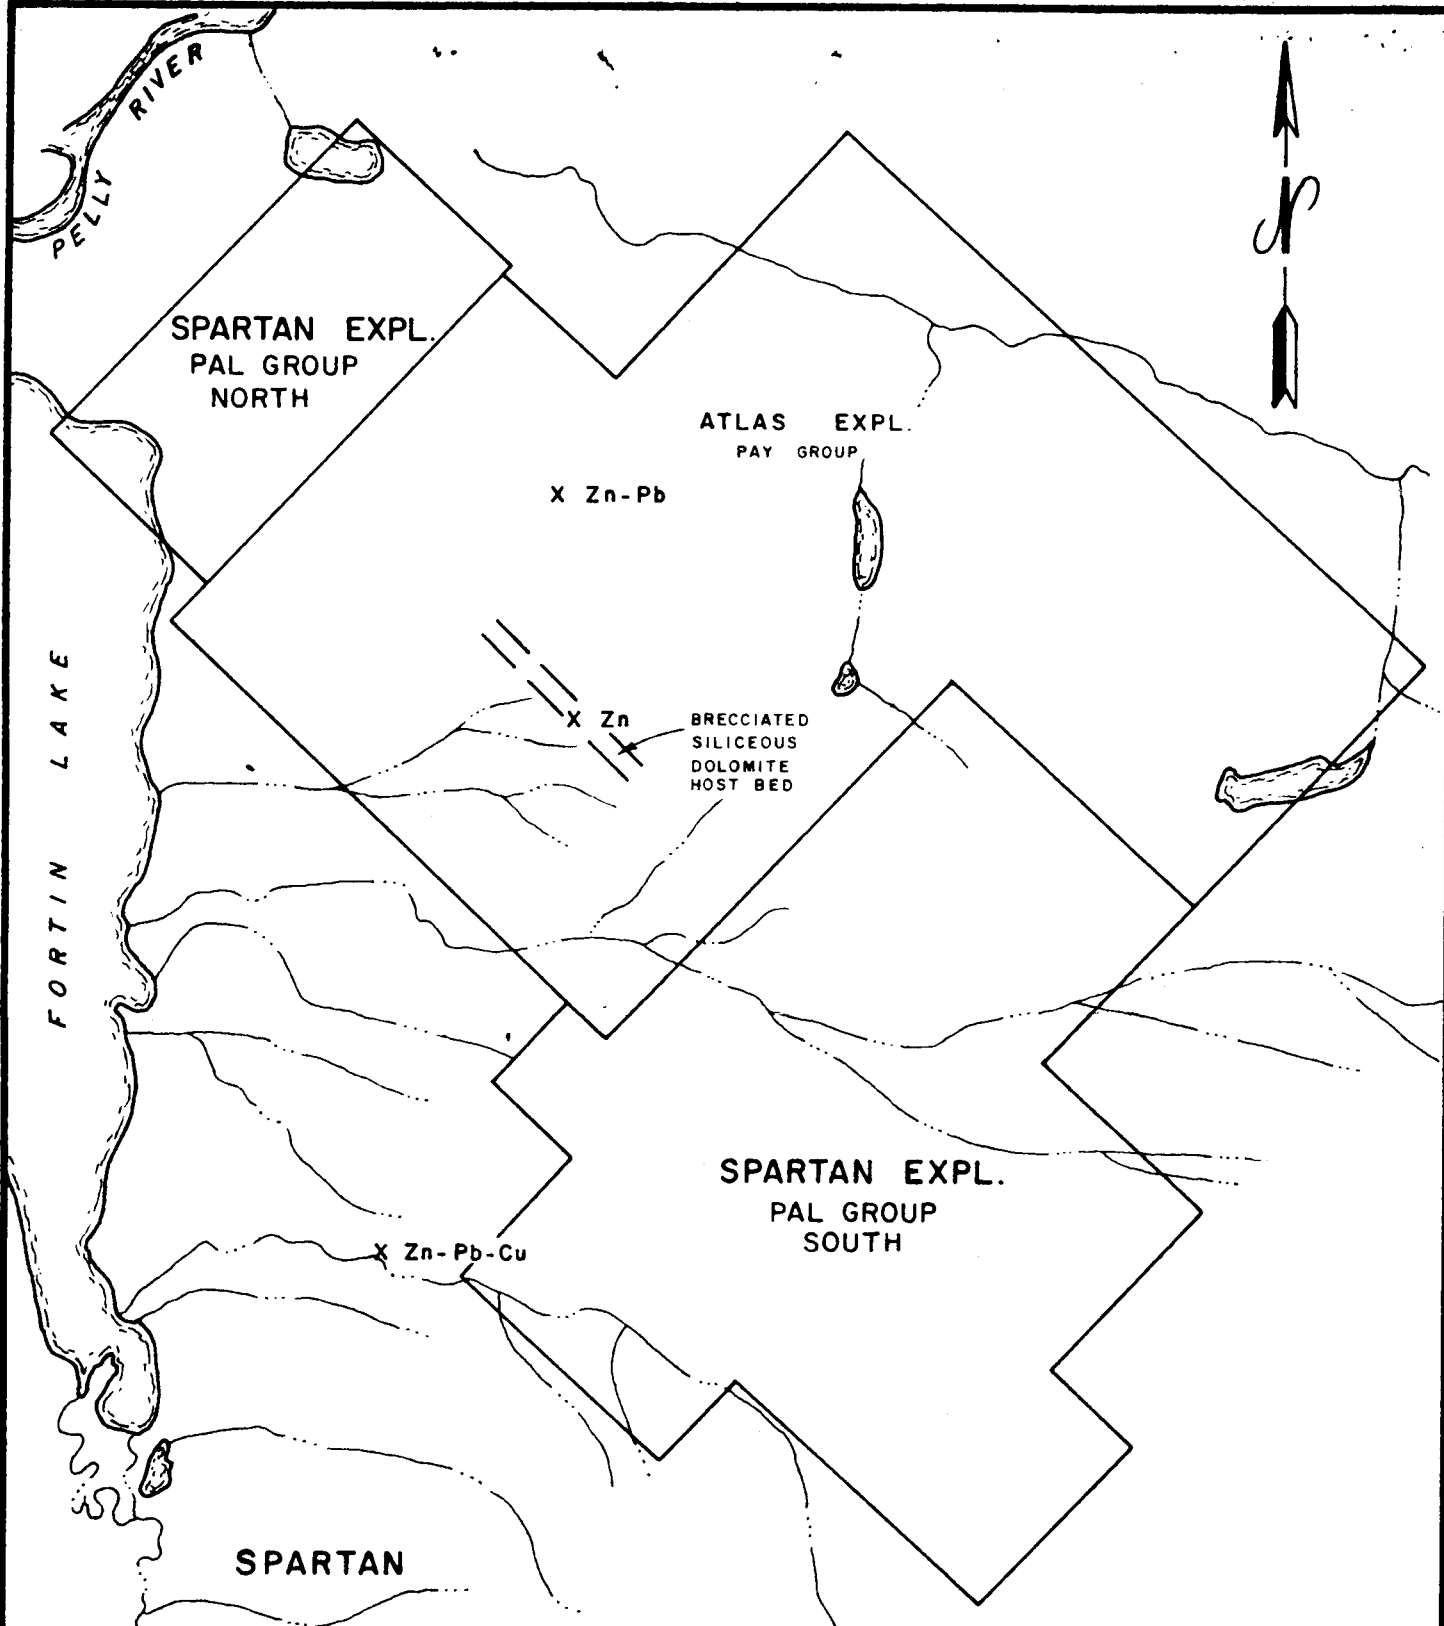 PELLY RIVER
N
SPARTAN EXPL.
PAL GROUP
NORTH
ATLAS EXPL.
PAY GROUP
X Zn-Pb
FORTIN LAKE
X Zn
BRECCIATED
SILICEOUS
DOLOMITE
HOST BED
SPARTAN EXPL.
PAL GROUP
SOUTH
X Zn-Pb-Cu
SPARTAN